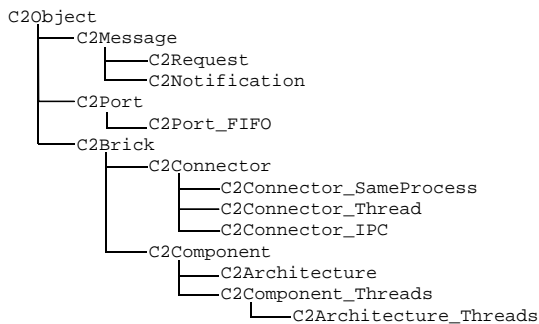 C2Object
C2Message
C2Request
C2Notification
C2Port
C2Port_FIFO
C2Brick
C2Connector
C2Connector_SameProcess
C2Connector_Thread
C2Connector_IPC
C2Component
C2Architecture
C2Component_Threads
C2Architecture_Threads